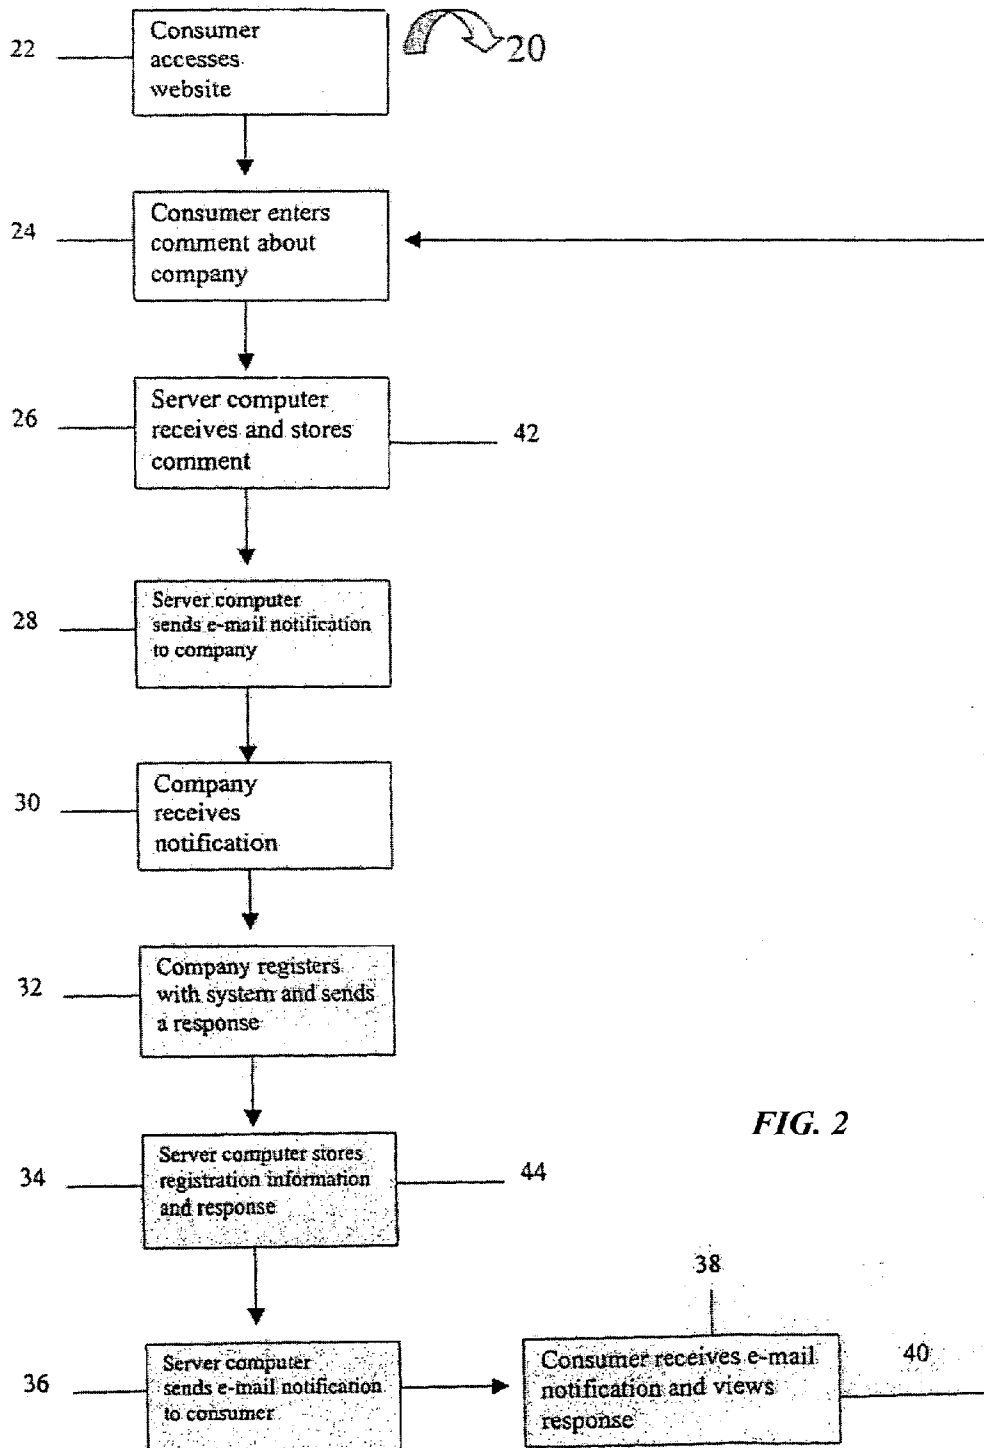 22
Consumer
accesses
website
20
24
Consumer enters
comment about
company
26
Server computer
receives and stores
comment
42
28
Server computer
sends e-mail notification
to company
30
Company
receives
notification
32
Company registers
with system and sends
a response
FIG. 2
34
Server computer stores
registration information
and response
44
38
36
Server computer
sends e-mail notification
to consumer
Consumer receives e-mail
notification and views
response
40